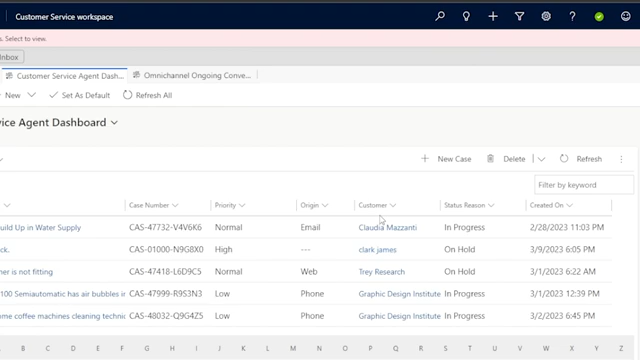 Customer Service workspace
s. Select to view.
Inbox
Customer Service Agent Dash...
Omnichannel Ongoing Conve...
New
Set As Default
Refresh All
vice Agent Dashboard
New Case
Delete
Refresh
Filter by keyword
Case Number Priority Origin Customer Status Reason Created On
uild Up in Water Supply CAS-47732-V4V6K6 Normal Email Claudia Mazzanti In Progress 2/28/2023 11:03 PM
ck. CAS-01000-N9G8X0 High --- clark james On Hold 3/9/2023 6:05 PM
ner is not fitting CAS-47418-L6D9C5 Normal Web Trey Research On Hold 3/1/2023 6:22 AM
100 Semiautomatic has air bubbles in CAS-47999-R9S3N3 Low Phone Graphic Design Institute In Progress 3/1/2023 12:39 PM
ome coffee machines cleaning technic CAS-48032-Q9G4Z5 Low Phone Graphic Design Institute In Progress 3/2/2023 6:45 PM
A B C D E F G H I J K L M N O P Q R S T U V W X Y Z